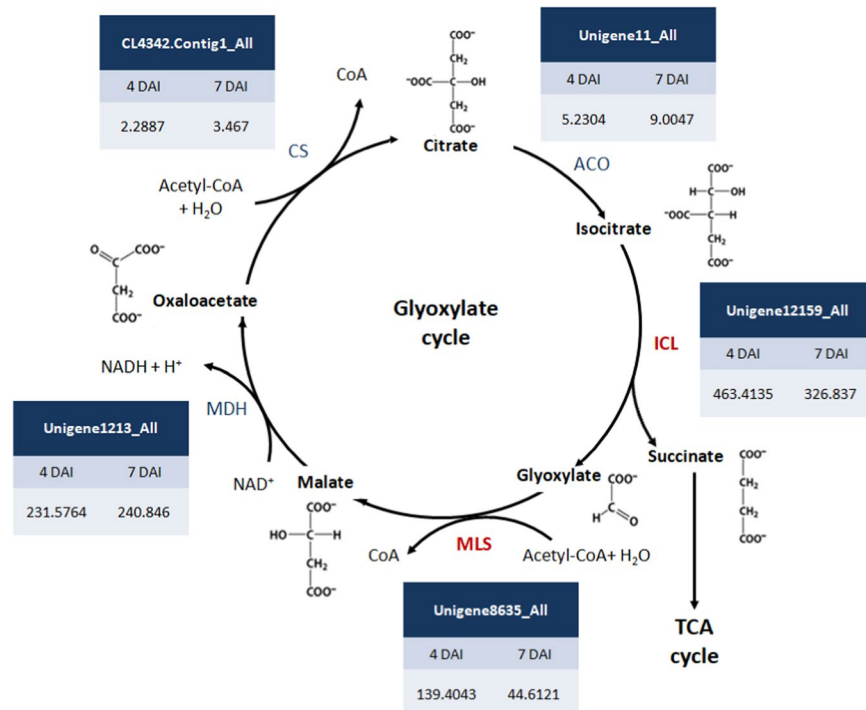 CL4342.Contig1_All
4 DAI 7 DAI
2.2887 3.467
Unigene11_All
4 DAI 7 DAI
5.2304 9.0047
CoA
COO⁻
CH₂
⁻OOC C OH
CH₂
COO⁻
Citrate
CS
ACO
Acetyl-CoA
+ H₂O
COO⁻
H C OH
⁻OOC C H
CH₂
COO⁻
Isocitrate
O COO⁻
C
CH₂
COO⁻
Oxaloacetate
Glyoxylate
cycle
Unigene12159_All
4 DAI 7 DAI
463.4135 326.837
ICL
NADH + H⁺
MDH
Unigene1213_All
4 DAI 7 DAI
231.5764 240.846
NAD⁺
Malate
COO⁻
HO C H
CH₂
COO⁻
Glyoxylate
COO⁻
C
H O
Succinate
COO⁻
CH₂
CH₂
COO⁻
MLS
CoA
Acetyl-CoA+ H₂O
Unigene8635_All
4 DAI 7 DAI
139.4043 44.6121
TCA
cycle